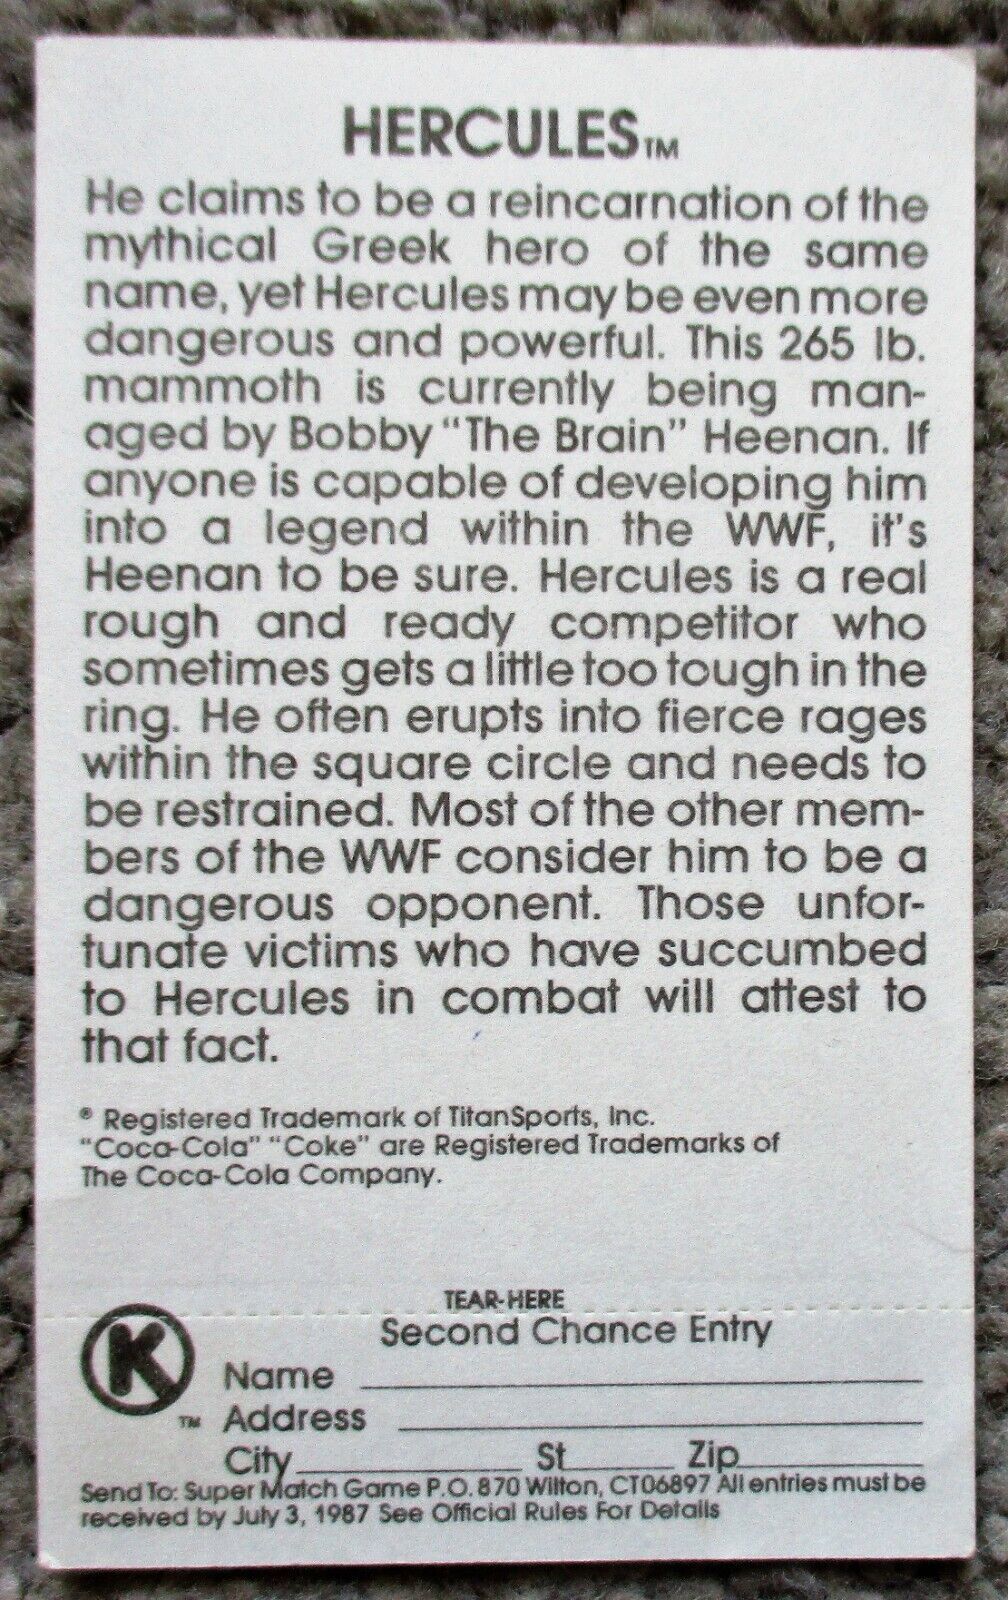 HERCULES™
He claims to be a reincarnation of the
mythical Greek hero of the same
name, yet Hercules may be even more
dangerous and powerful. This 265 lb.
mammoth is currently being man-
aged by Bobby "The Brain" Heenan. If
anyone is capable of developing him
into a legend within the WWF, it's
Heenan to be sure. Hercules is a real
rough and ready competitor who
sometimes gets a little too tough in the
ring. He often erupts into fierce rages
within the square circle and needs to
be restrained. Most of the other mem-
bers of the WWF consider him to be a
dangerous opponent. Those unfor-
tunate victims who have succumbed
to Hercules in combat will attest to
that fact.
® Registered Trademark of TitanSports, Inc.
"Coca-Cola" "Coke" are Registered Trademarks of
The Coca-Cola Company.
TEAR-HERE
Second Chance Entry
K™
Name
Address
City St Zip
Send To: Super Match Game P.O. 870 Wilton, CT06897 All entries must be
received by July 3, 1987 See Official Rules For Details